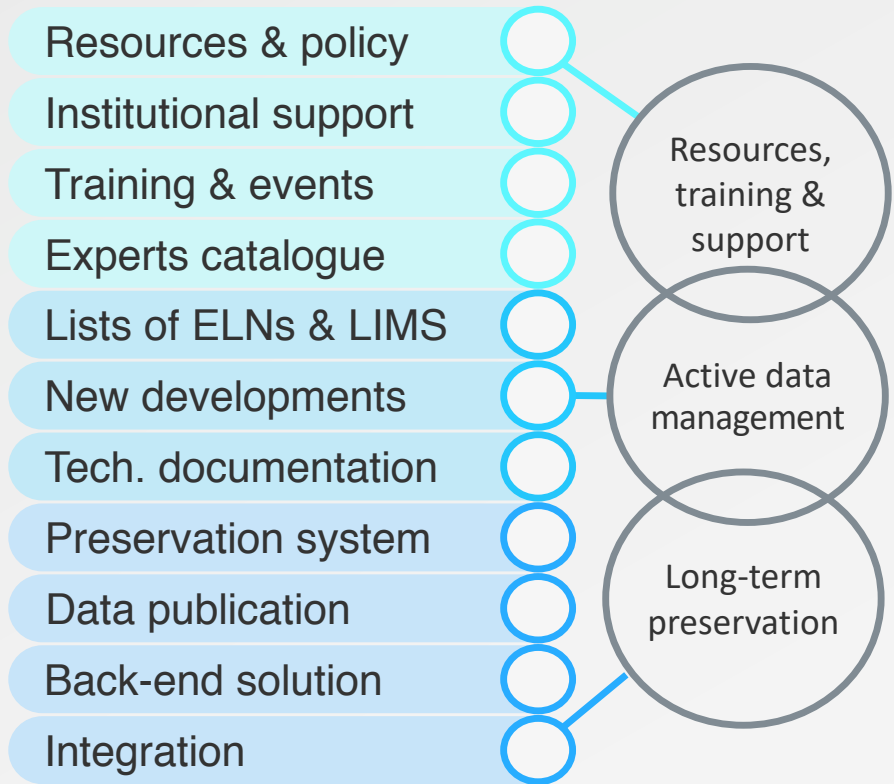 Resources & policy
Institutional support
Training & events
Experts catalogue
Lists of ELNs & LIMS
New developments
Tech. documentation
Preservation system
Data publication
Back-end solution
Integration
Resources,
training &
support
Active data
management
Long-term
preservation